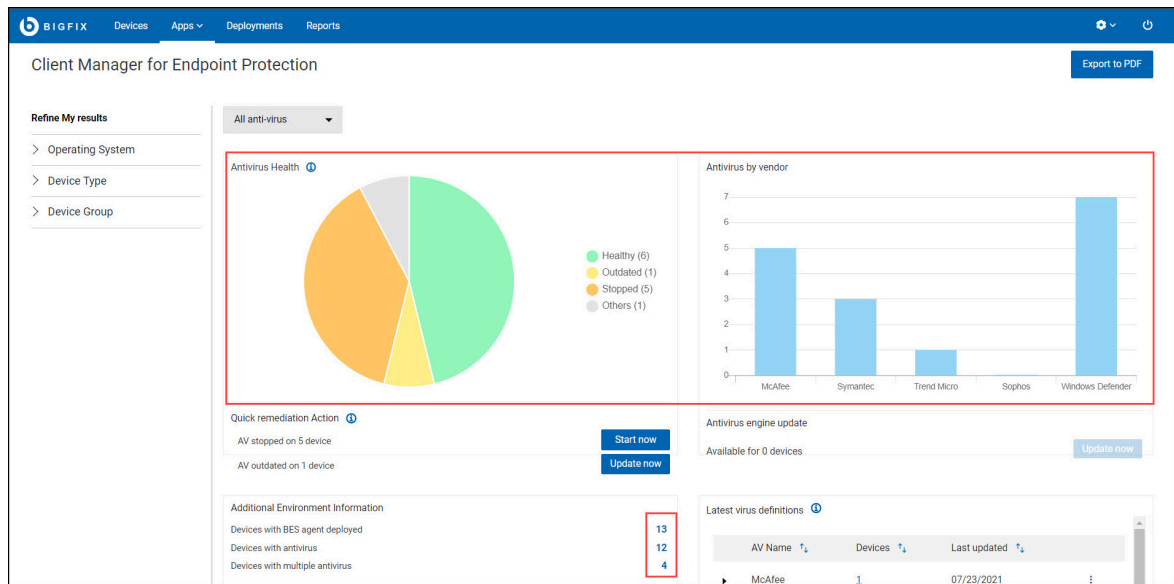 BIGFIX Devices Apps Deployments Reports
Client Manager for Endpoint Protection
Export to PDF
Refine My results
Operating System
Device Type
Device Group
All anti-virus
Antivirus Health
Healthy (6)
Outdated (1)
Stopped (5)
Others (1)
Antivirus by vendor
7
6
5
4
3
2
1
0
McAfee Symantec Trend Micro Sophos Windows Defender
Quick remediation Action
AV stopped on 5 device Start now
AV outdated on 1 device Update now
Antivirus engine update
Available for 0 devices Update now
Additional Environment Information
Devices with BES agent deployed 13
Devices with antivirus 12
Devices with multiple antivirus 4
Latest virus definitions
AV Name Devices Last updated
McAfee 1 07/23/2021